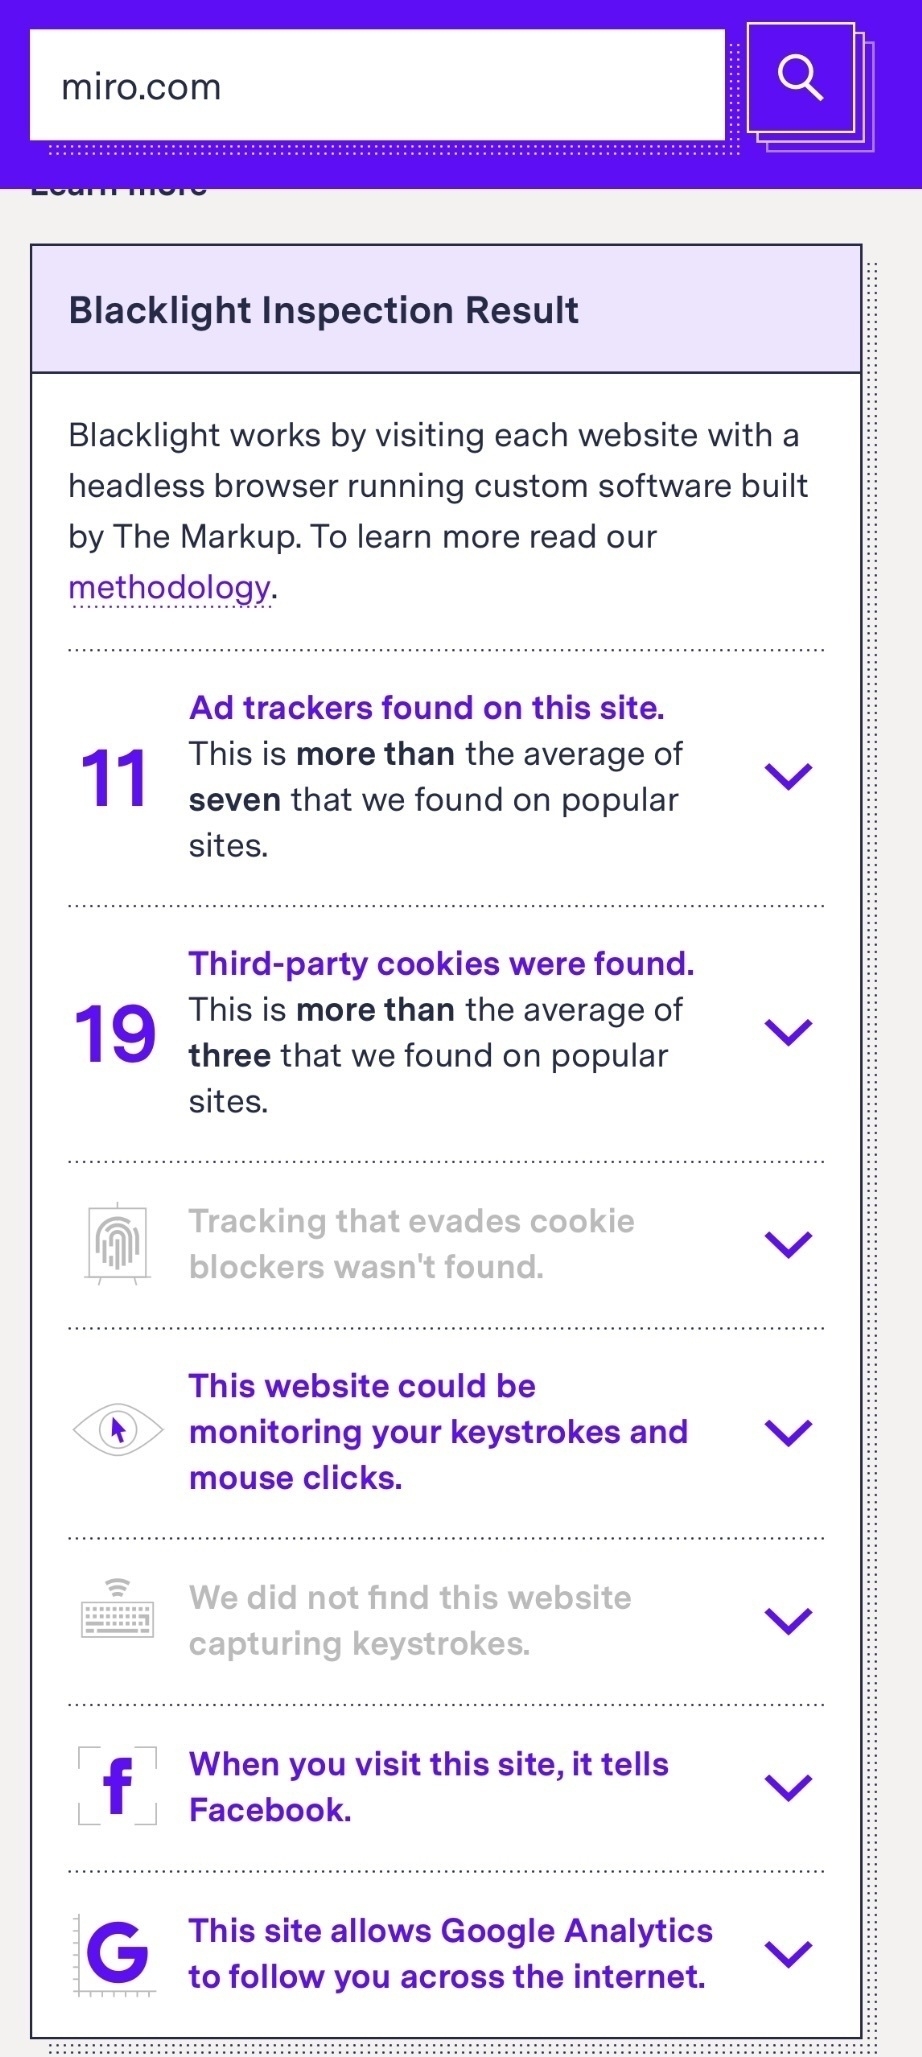 miro.com
Learn more
Blacklight Inspection Result
Blacklight works by visiting each website with a
headless browser running custom software built
by The Markup. To learn more read our
methodology.
11
Ad trackers found on this site.
This is more than the average of
seven that we found on popular
sites.
19
Third-party cookies were found.
This is more than the average of
three that we found on popular
sites.
Tracking that evades cookie
blockers wasn't found.
This website could be
monitoring your keystrokes and
mouse clicks.
We did not find this website
capturing keystrokes.
When you visit this site, it tells
Facebook.
This site allows Google Analytics
to follow you across the internet.